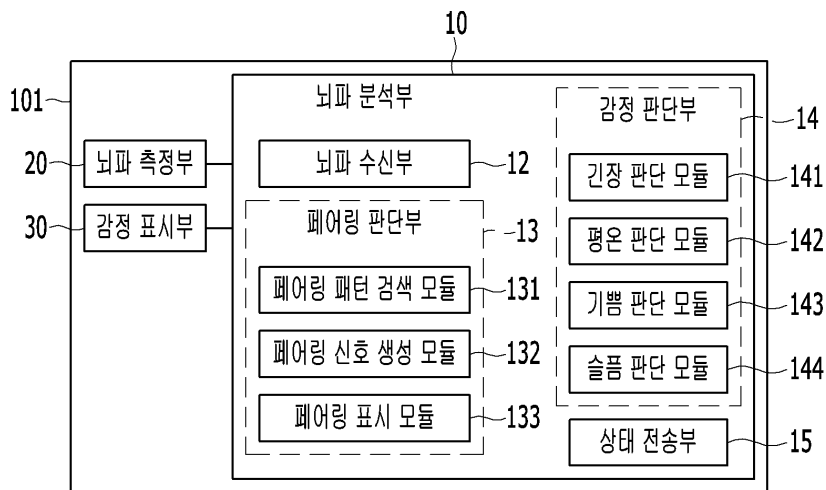 10
101
뇌파 분석부
감정 판단부
14
20
뇌파 측정부
뇌파 수신부
12
긴장 판단 모듈
141
30
감정 표시부
페어링 판단부
13
평온 판단 모듈
142
페어링 패턴 검색 모듈
131
기쁨 판단 모듈
143
페어링 신호 생성 모듈
132
슬픔 판단 모듈
144
페어링 표시 모듈
133
상태 전송부
15